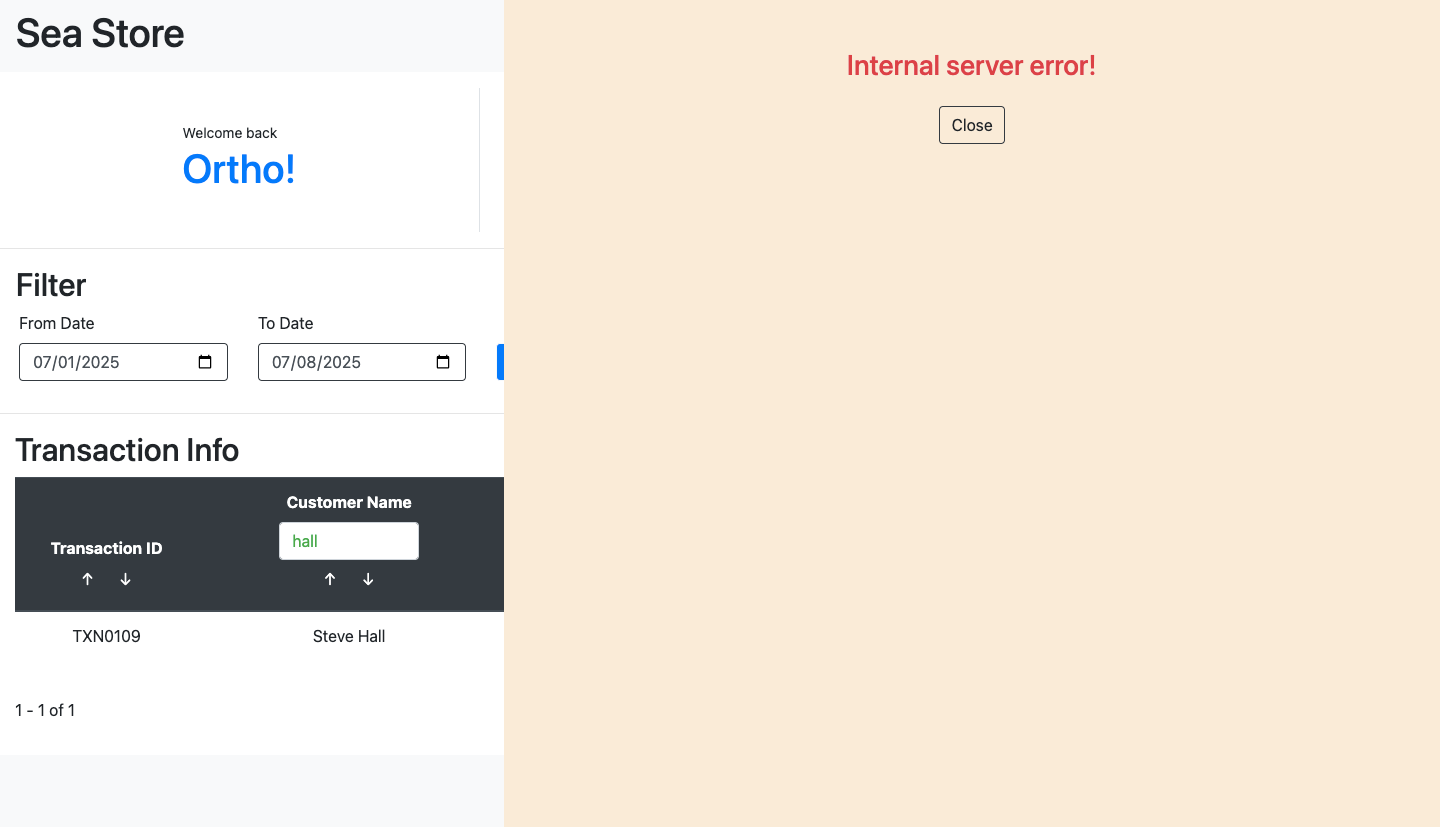 Sea Store
Welcome back
Ortho!
Filter
From Date
To Date
07/01/2025
07/08/2025
Transaction Info
Transaction ID
↑ ↓
Customer Name
hall
↑ ↓
TXN0109
Steve Hall
1 - 1 of 1
Internal server error!
Close